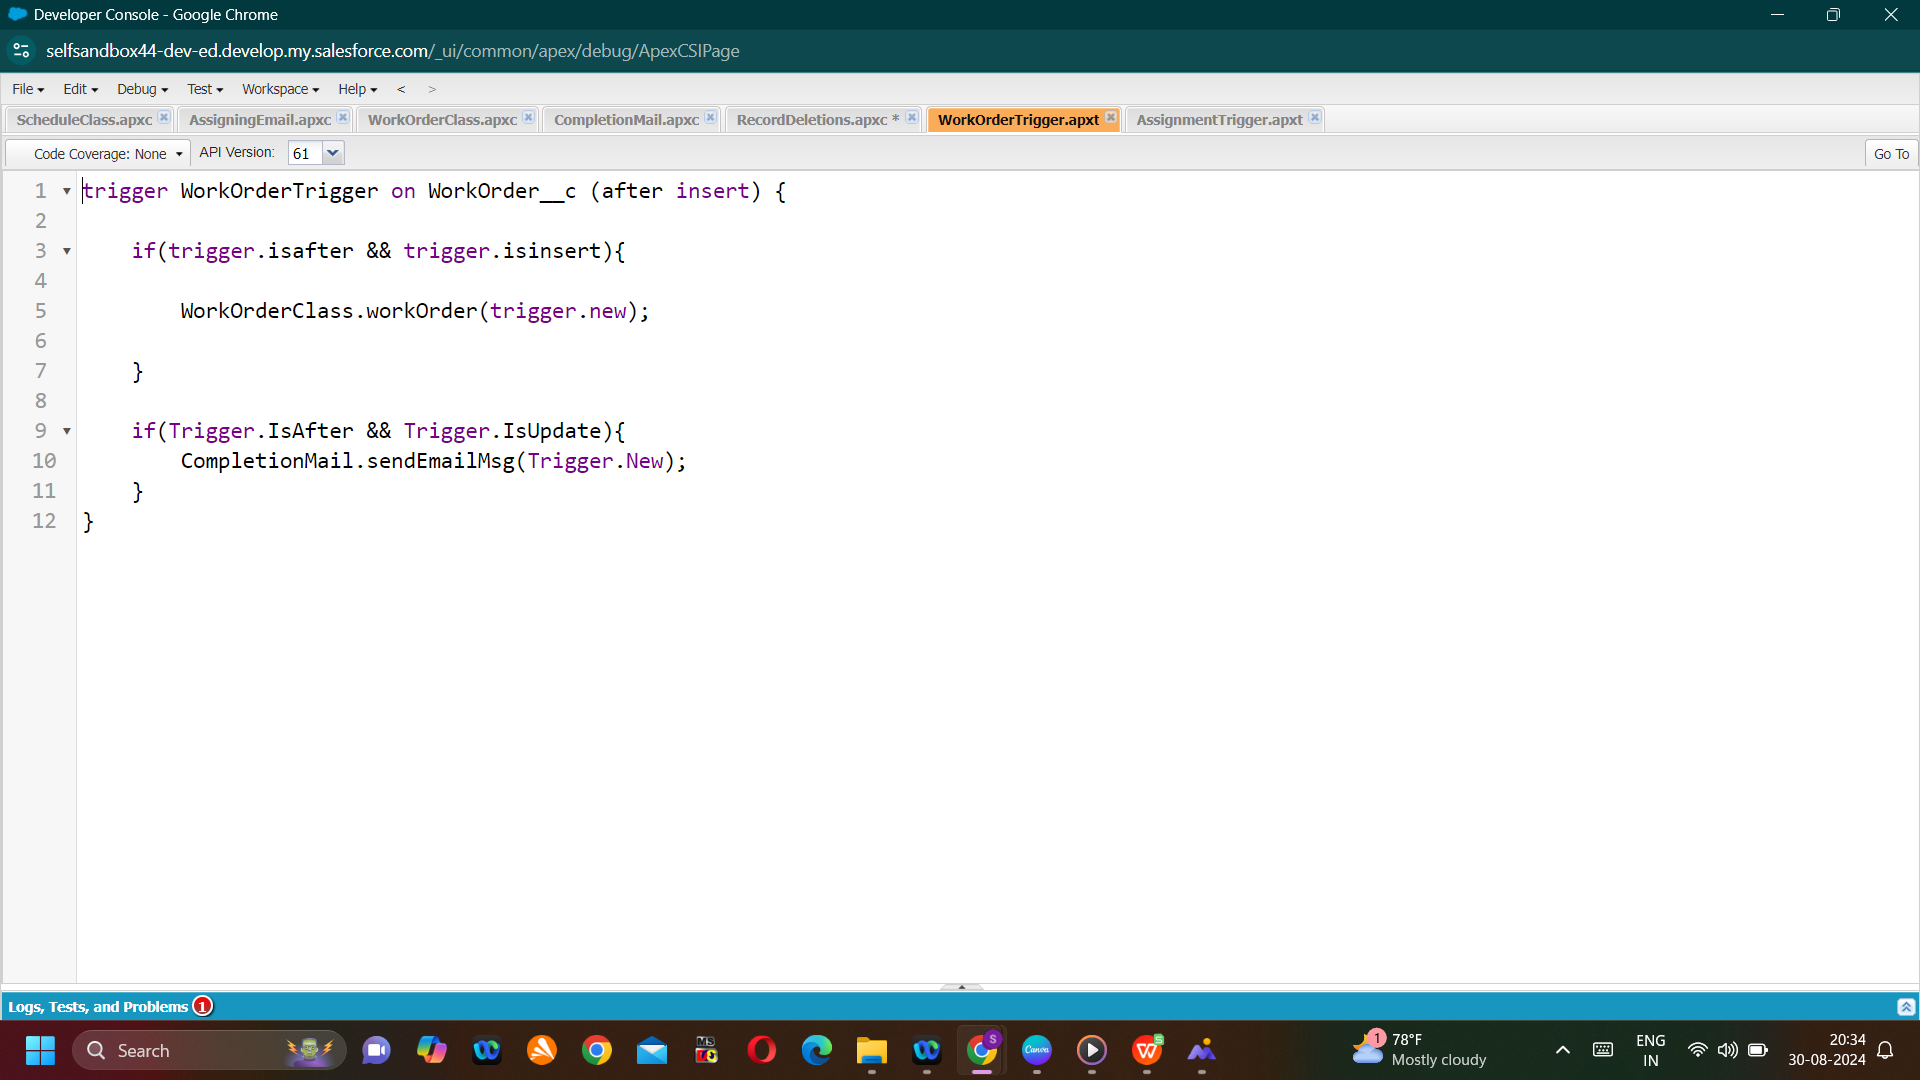 Developer Console - Google Chrome
selfsandbox44-dev-ed.develop.my.salesforce.com/_ui/common/apex/debug/ApexCSIPage
File Edit Debug Test Workspace Help < >
ScheduleClass.apxc AssigningEmail.apxc WorkOrderClass.apxc CompletionMail.apxc RecordDeletions.apxc * WorkOrderTrigger.apxt AssignmentTrigger.apxt
Code Coverage: None API Version: 61 Go To
1 trigger WorkOrderTrigger on WorkOrder__c (after insert) {
2
3 if(trigger.isafter && trigger.isinsert){
4
5 WorkOrderClass.workOrder(trigger.new);
6
7 }
8
9 if(Trigger.IsAfter && Trigger.IsUpdate){
10 CompletionMail.sendEmailMsg(Trigger.New);
11 }
12 }
Logs, Tests, and Problems 1
Search MS Canva W S S 1 78°F ENG 20:34
Mostly cloudy IN 30-08-2024